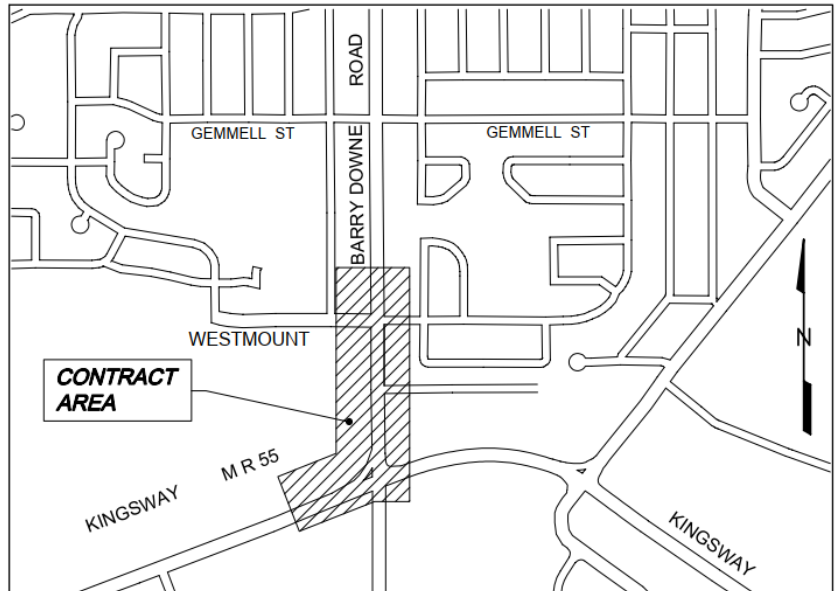 BARRY DOWNE ROAD
GEMMELL ST
GEMMELL ST
WESTMOUNT
CONTRACT
AREA
N
KINGSWAY M R 55
KINGSWAY